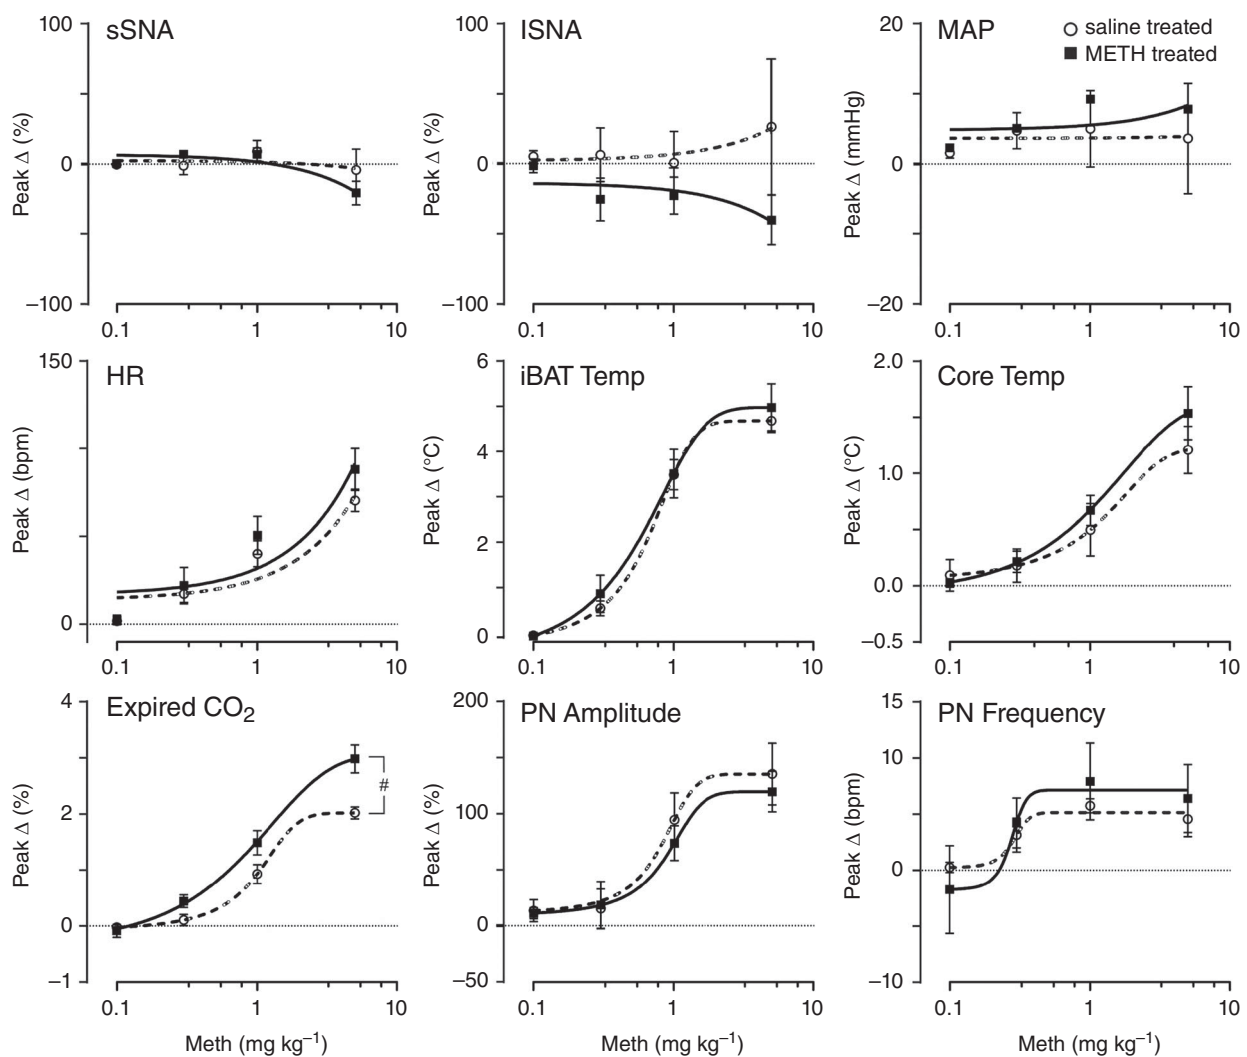 sSNA
100
0
–100
Peak Δ (%)
0.1
1
10
lSNA
100
0
–100
Peak Δ (%)
0.1
1
10
MAP
saline treated
METH treated
20
0
–20
Peak Δ (mmHg)
0.1
1
10
HR
150
0
Peak Δ (bpm)
0.1
1
10
iBAT Temp
6
4
2
0
Peak Δ (°C)
0.1
1
10
Core Temp
2.0
1.0
0.0
–0.5
Peak Δ (°C)
0.1
1
10
Expired CO2
4
2
0
–1
Peak Δ (%)
#
0.1
1
10
Meth (mg kg–1)
PN Amplitude
200
100
0
–50
Peak Δ (%)
0.1
1
10
Meth (mg kg–1)
PN Frequency
15
10
0
–10
Peak Δ (bpm)
0.1
1
10
Meth (mg kg–1)